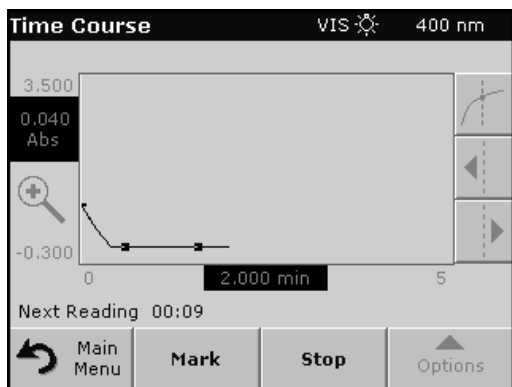 Time Course VIS 400 nm
3.500
0.040
Abs
-0.300
0 2.000 min 5
Next Reading 00:09
Main
Menu
Mark
Stop
Options